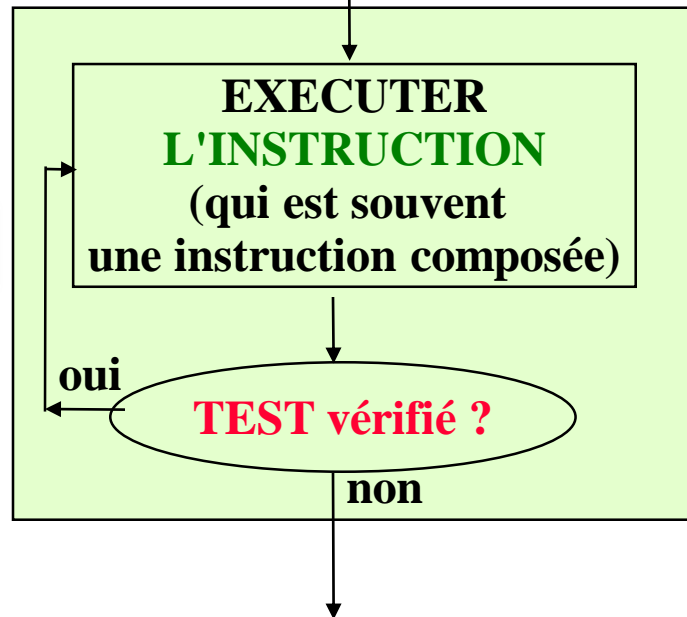 EXECUTER
L'INSTRUCTION
(qui est souvent
une instruction composée)
oui
TEST vérifié ?
non